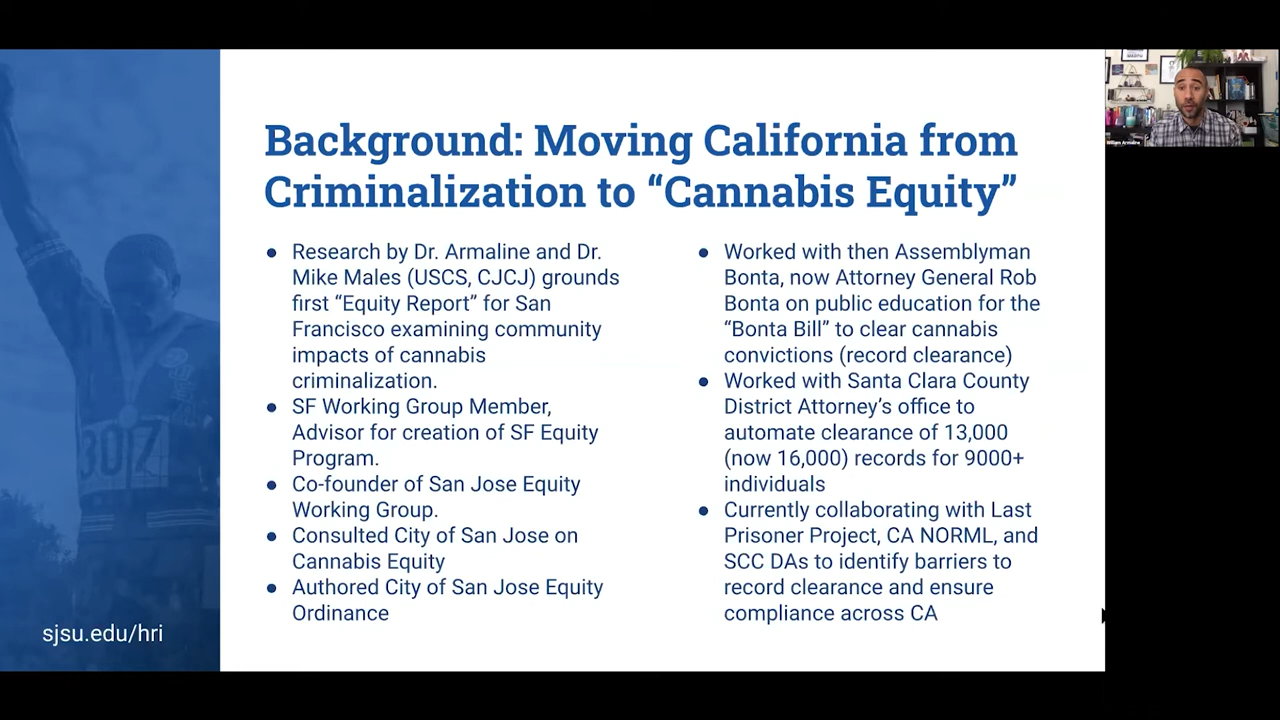 Background: Moving California from
Criminalization to “Cannabis Equity”
● Research by Dr. Armaline and Dr.
Mike Males (USCS, CJCJ) grounds
first “Equity Report” for San
Francisco examining community
impacts of cannabis
criminalization.
● SF Working Group Member,
Advisor for creation of SF Equity
Program.
● Co-founder of San Jose Equity
Working Group.
● Consulted City of San Jose on
Cannabis Equity
● Authored City of San Jose Equity
Ordinance
● Worked with then Assemblyman
Bonta, now Attorney General Rob
Bonta on public education for the
“Bonta Bill” to clear cannabis
convictions (record clearance)
● Worked with Santa Clara County
District Attorney’s office to
automate clearance of 13,000
(now 16,000) records for 9000+
individuals
● Currently collaborating with Last
Prisoner Project, CA NORML, and
SCC DAs to identify barriers to
record clearance and ensure
compliance across CA
307
sjsu.edu/hri
William Armaline